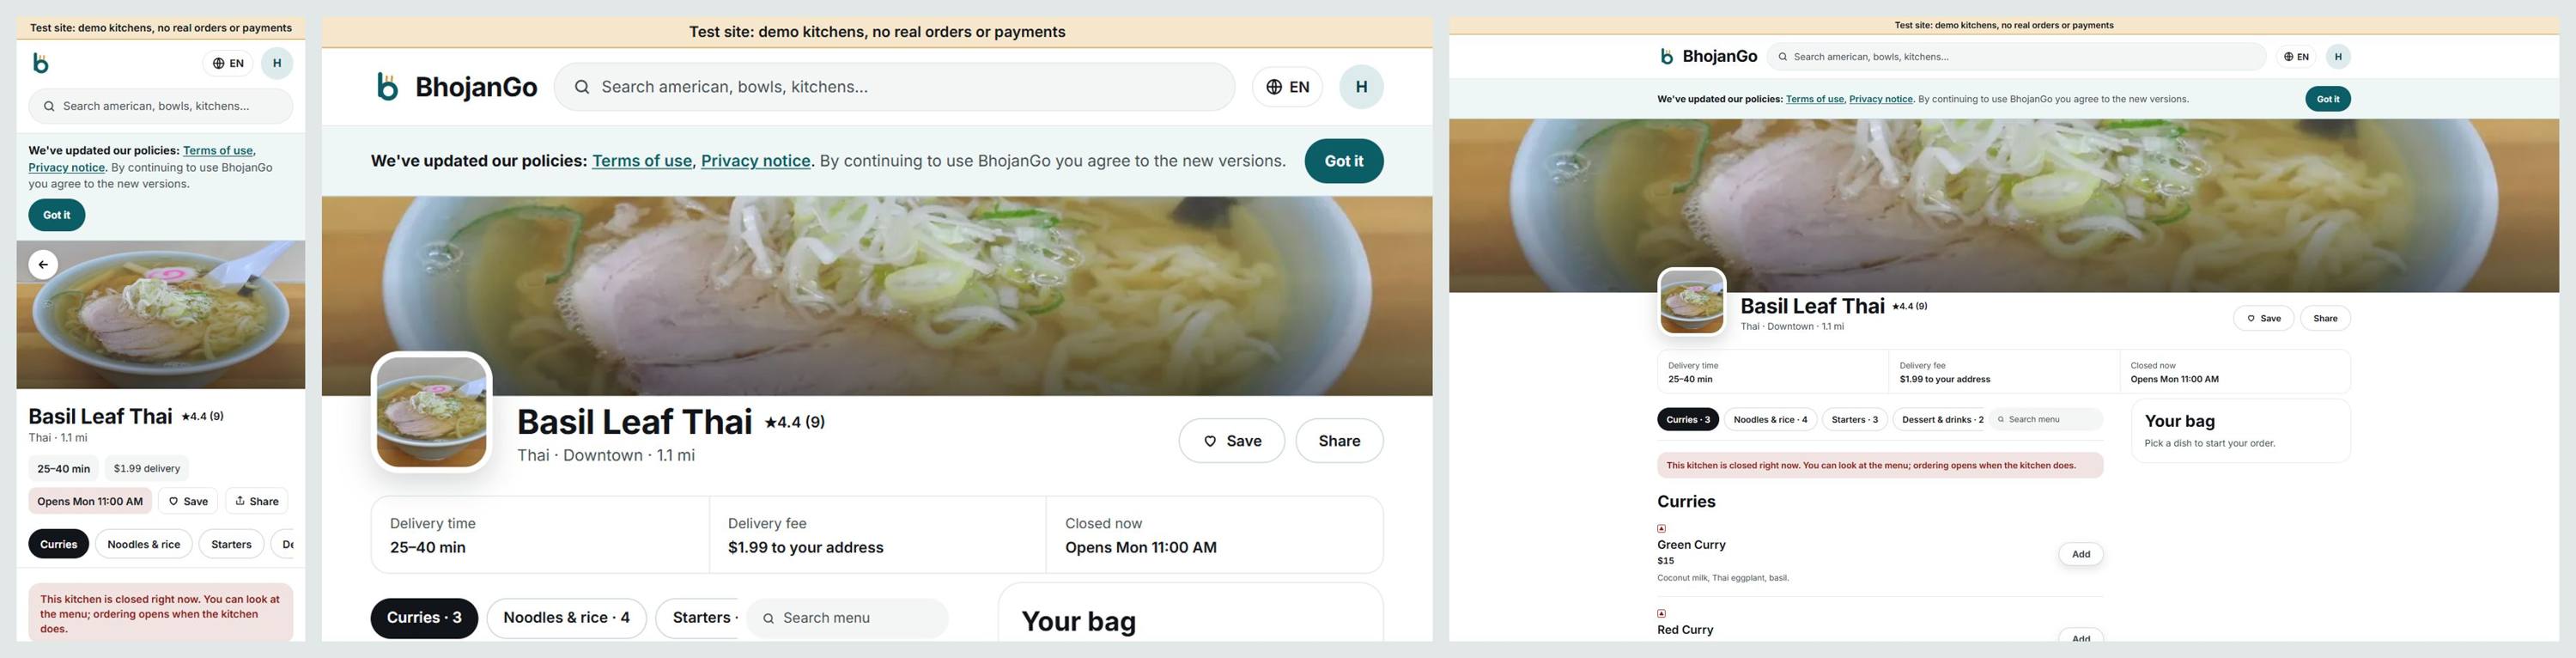 Test site: demo kitchens, no real orders or payments
EN
H
Search american, bowls, kitchens...
We've updated our policies: Terms of use,
Privacy notice. By continuing to use BhojanGo
you agree to the new versions.
Got it
Basil Leaf Thai ★4.4 (9)
Thai · 1.1 mi
25–40 min
$1.99 delivery
Opens Mon 11:00 AM
Save
Share
Curries
Noodles & rice
Starters
De
This kitchen is closed right now. You can look at
the menu; ordering opens when the kitchen
does.
Test site: demo kitchens, no real orders or payments
BhojanGo
Search american, bowls, kitchens...
EN
H
We've updated our policies: Terms of use, Privacy notice. By continuing to use BhojanGo you agree to the new versions.
Got it
Basil Leaf Thai ★4.4 (9)
Thai · Downtown · 1.1 mi
Save
Share
Delivery time
25–40 min
Delivery fee
$1.99 to your address
Closed now
Opens Mon 11:00 AM
Curries · 3
Noodles & rice · 4
Starters ·
Search menu
Your bag
Test site: demo kitchens, no real orders or payments
BhojanGo
Search american, bowls, kitchens...
EN
H
We've updated our policies: Terms of use, Privacy notice. By continuing to use BhojanGo you agree to the new versions.
Got it
Basil Leaf Thai ★4.4 (9)
Thai · Downtown · 1.1 mi
Save
Share
Delivery time
25–40 min
Delivery fee
$1.99 to your address
Closed now
Opens Mon 11:00 AM
Curries · 3
Noodles & rice · 4
Starters · 3
Dessert & drinks · 2
Search menu
Your bag
Pick a dish to start your order.
This kitchen is closed right now. You can look at the menu; ordering opens when the kitchen does.
Curries
Green Curry
$15
Coconut milk, Thai eggplant, basil.
Add
Red Curry
Add